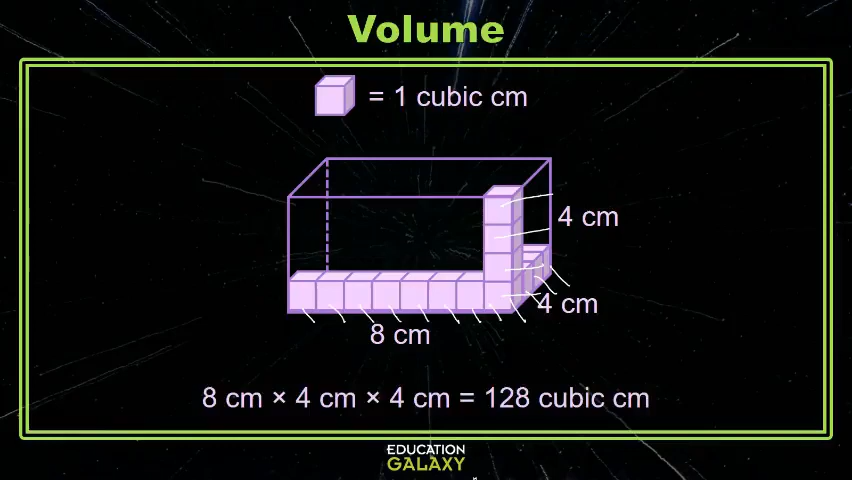 Volume
= 1 cubic cm
4 cm
4 cm
8 cm
8 cm × 4 cm × 4 cm = 128 cubic cm
EDUCATION
GALAXY